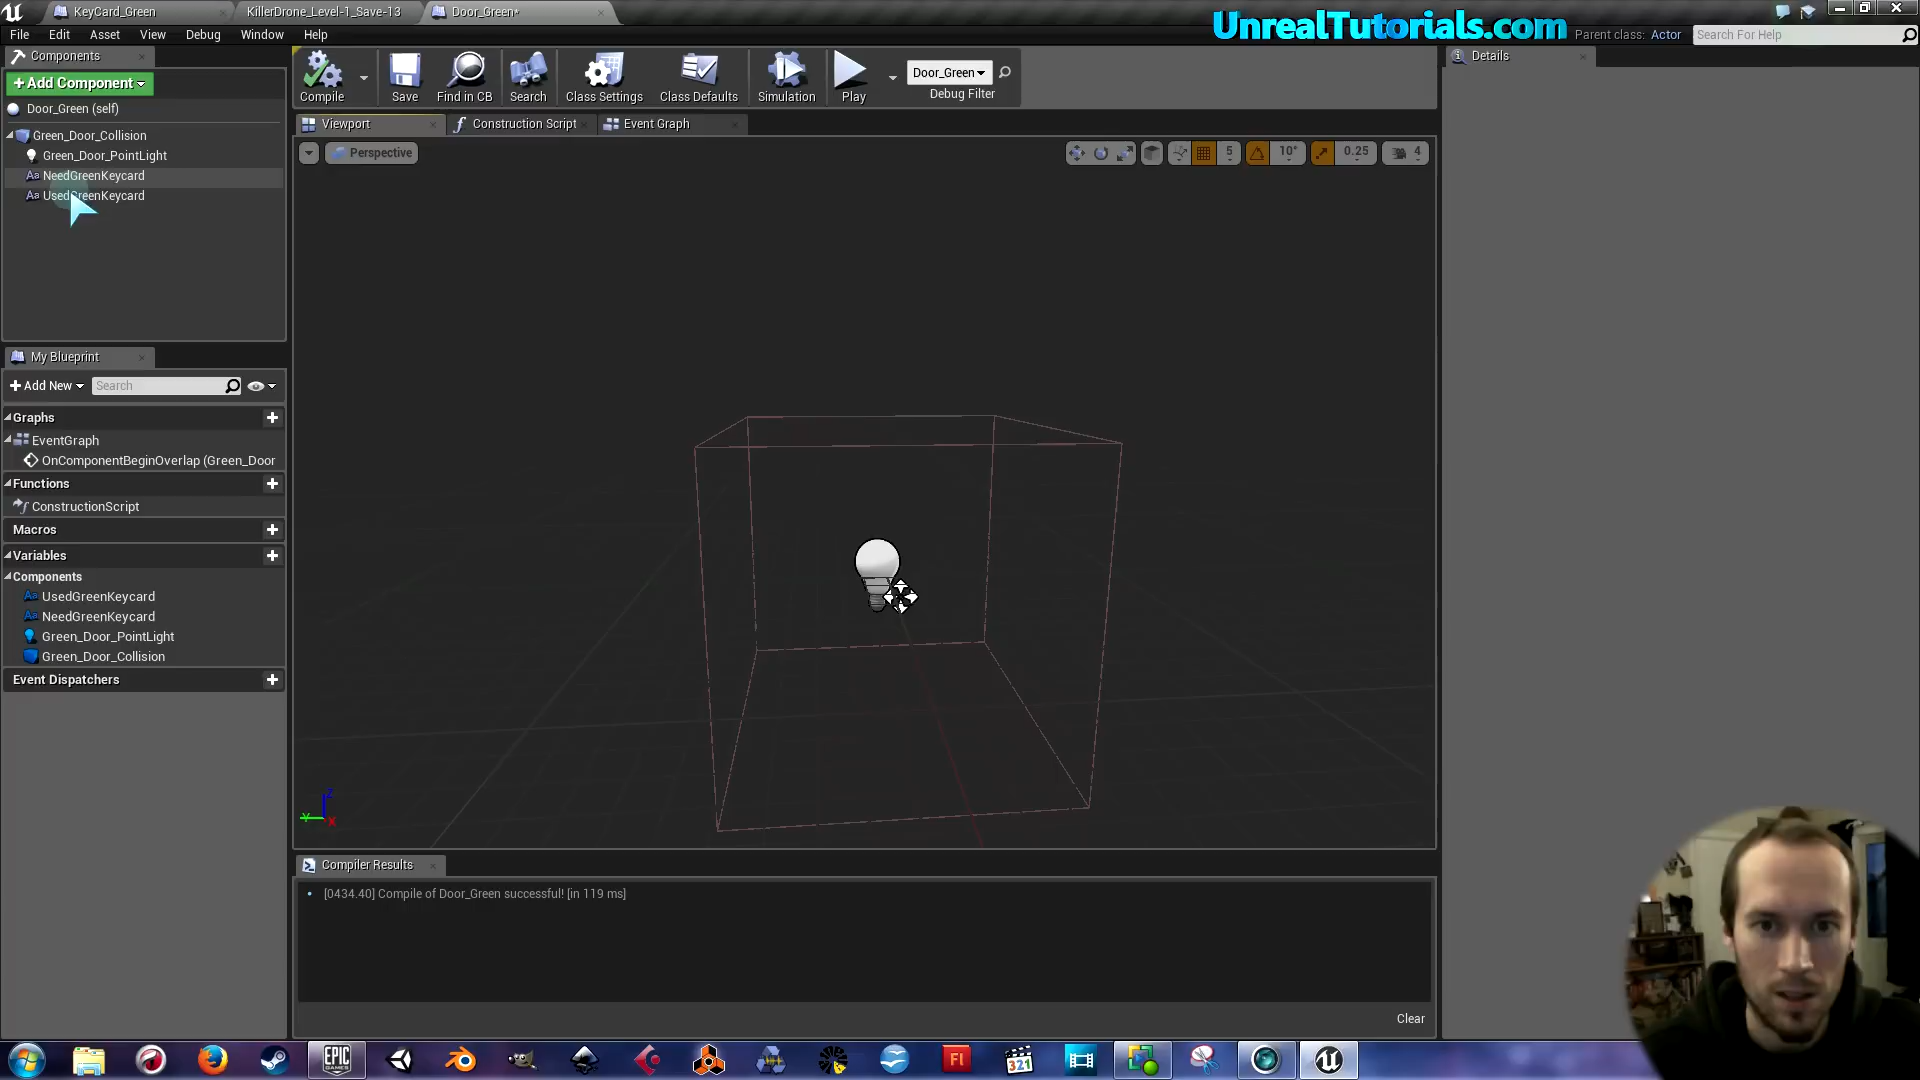 KeyCard_Green
KillerDrone_Level-1_Save-13
Door_Green*
UnrealTutorials.com
Parent class: Actor
Search For Help
File Edit Asset View Debug Window Help
Components
+ Add Component
Door_Green (self)
Green_Door_Collision
Green_Door_PointLight
NeedGreenKeycard
UsedGreenKeycard
Compile
Save
Find in CB
Search
Class Settings
Class Defaults
Simulation
Play
Door_Green
Debug Filter
Details
Viewport
Construction Script
Event Graph
Perspective
5
10°
0.25
4
My Blueprint
+ Add New
Search
Graphs
EventGraph
OnComponentBeginOverlap (Green_Door
Functions
ConstructionScript
Macros
Variables
Components
UsedGreenKeycard
NeedGreenKeycard
Green_Door_PointLight
Green_Door_Collision
Event Dispatchers
Z
Y
X
Compiler Results
[0434.40] Compile of Door_Green successful! [in 119 ms]
Clear
EPIC
GAMES
Fl
321